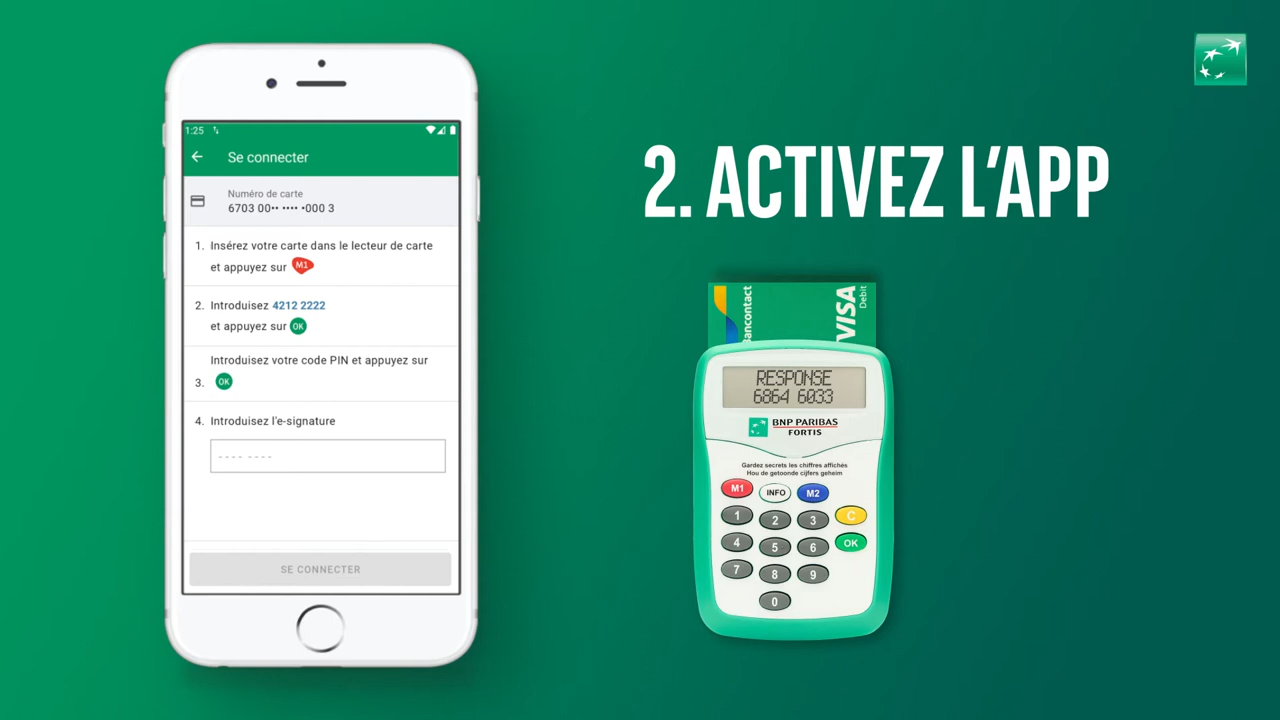 1:25
Se connecter
Numéro de carte
6703 00•• •••• •000 3
1. Insérez votre carte dans le lecteur de carte
et appuyez sur M1
2. Introduisez 4212 2222
et appuyez sur OK
Introduisez votre code PIN et appuyez sur
3. OK
4. Introduisez l'e-signature
---- ----
SE CONNECTER
2. ACTIVEZ L'APP
ancontact
VISA
Debit
RESPONSE
6864 6033
BNP PARIBAS
FORTIS
Gardez secrets les chiffres affichés
Hou de getoonde cijfers geheim
M1 INFO M2
1 2 3 C
4 5 6 OK
7 8 9
0